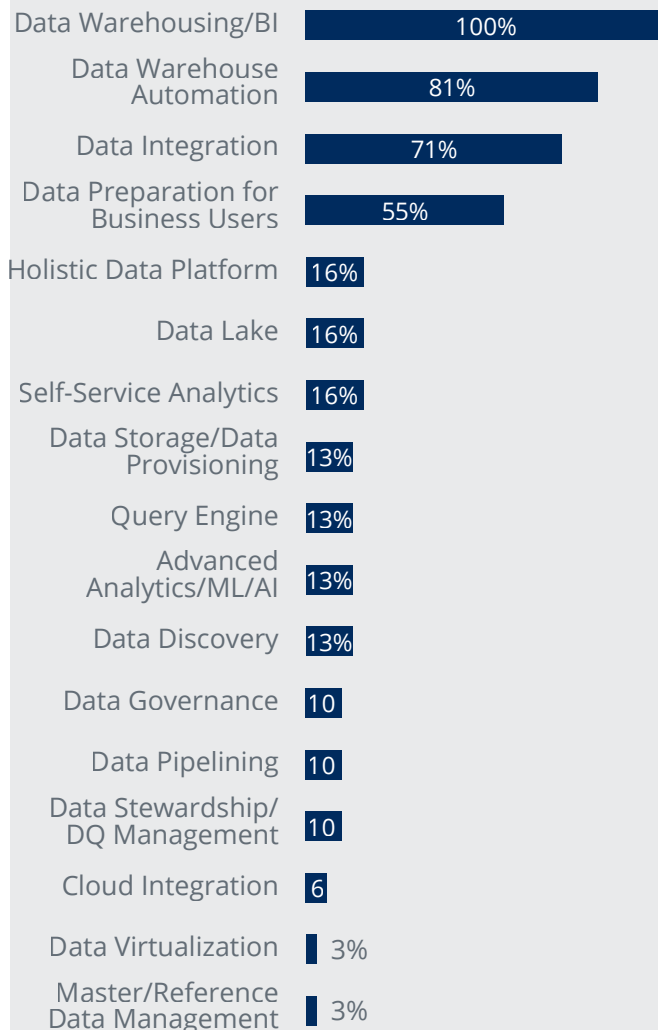 Data Warehousing/BI 100%
Data Warehouse
Automation 81%
Data Integration 71%
Data Preparation for
Business Users 55%
Holistic Data Platform 16%
Data Lake 16%
Self-Service Analytics 16%
Data Storage/Data
Provisioning 13%
Query Engine 13%
Advanced
Analytics/ML/AI 13%
Data Discovery 13%
Data Governance 10
Data Pipelining 10
Data Stewardship/
DQ Management 10
Cloud Integration 6
Data Virtualization 3%
Master/Reference
Data Management 3%